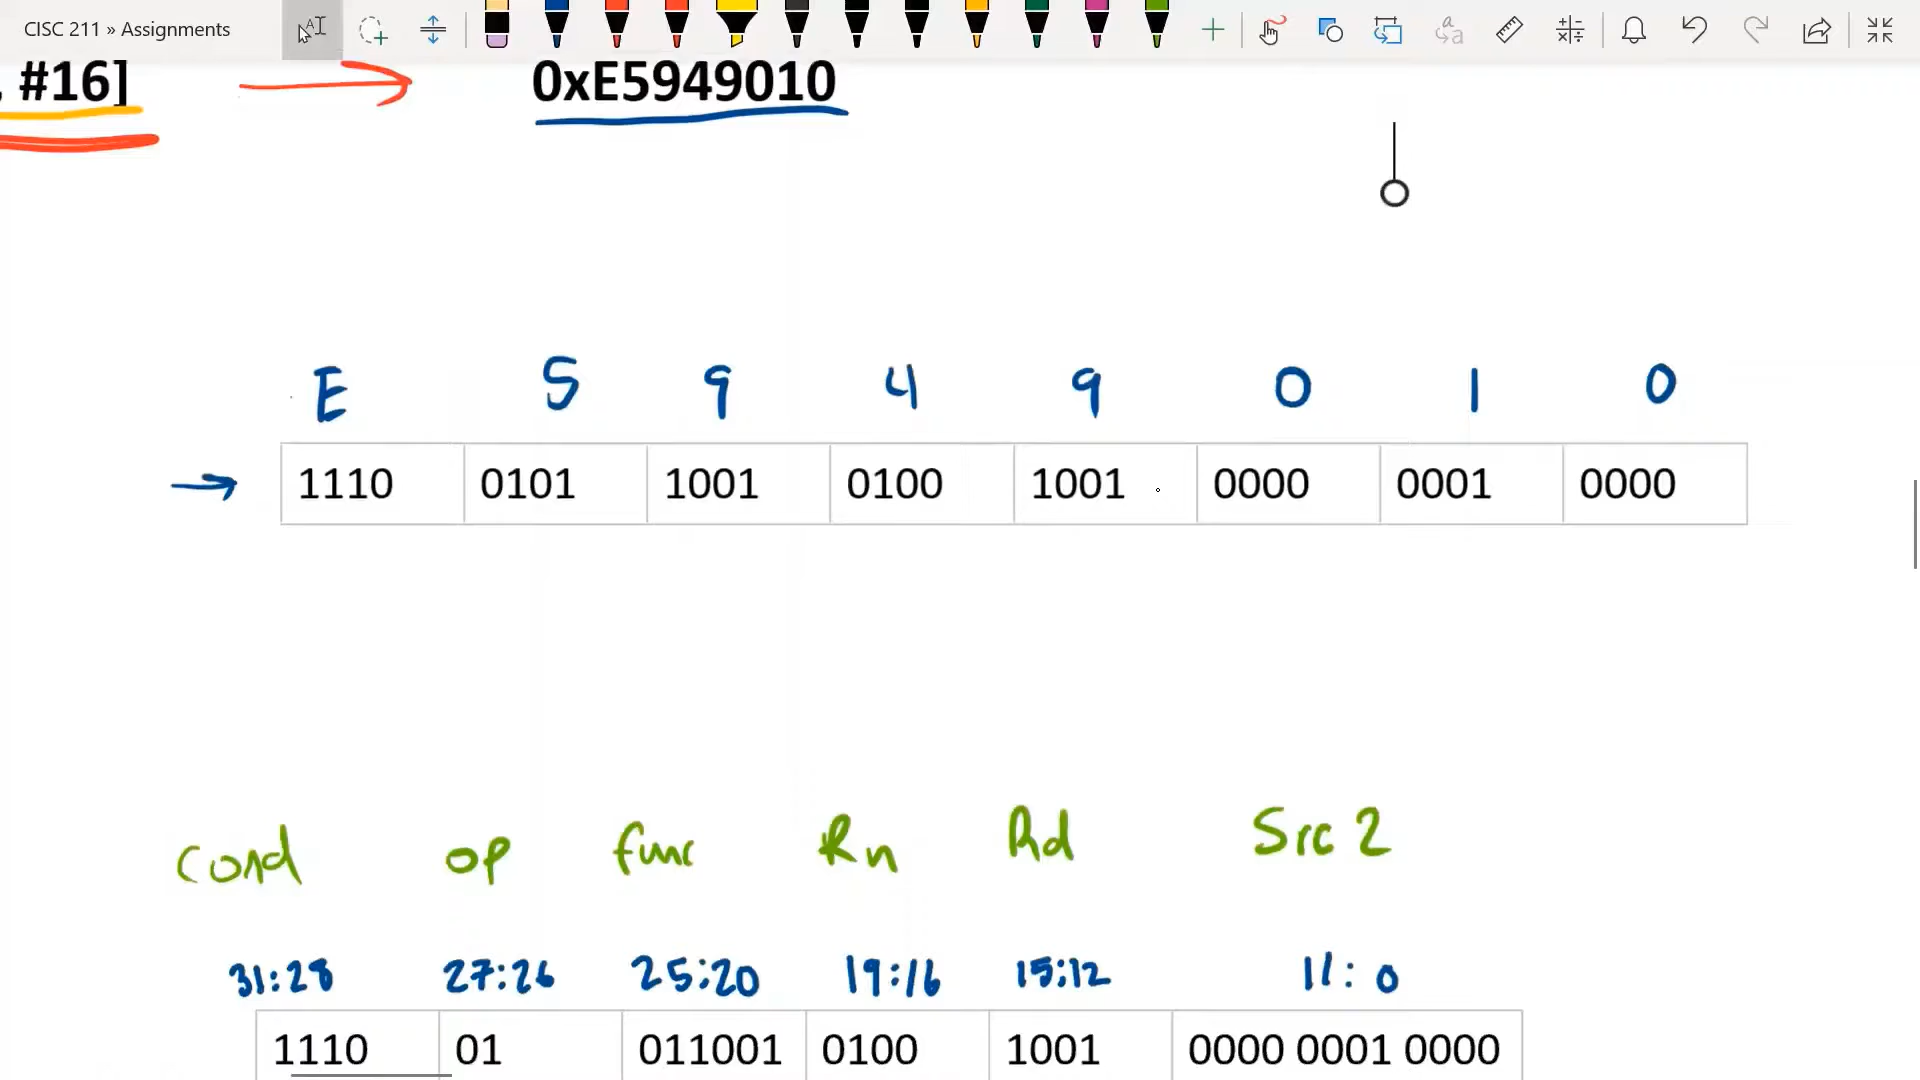 CISC 211 » Assignments
, #16] 0xE5949010
E 5 9 4 9 0 1 0
1110 0101 1001 0100 1001 0000 0001 0000
Cond op func Rn Rd Src 2
31:28 27:26 25:20 19:16 15:12 11:0
1110 01 011001 0100 1001 0000 0001 0000